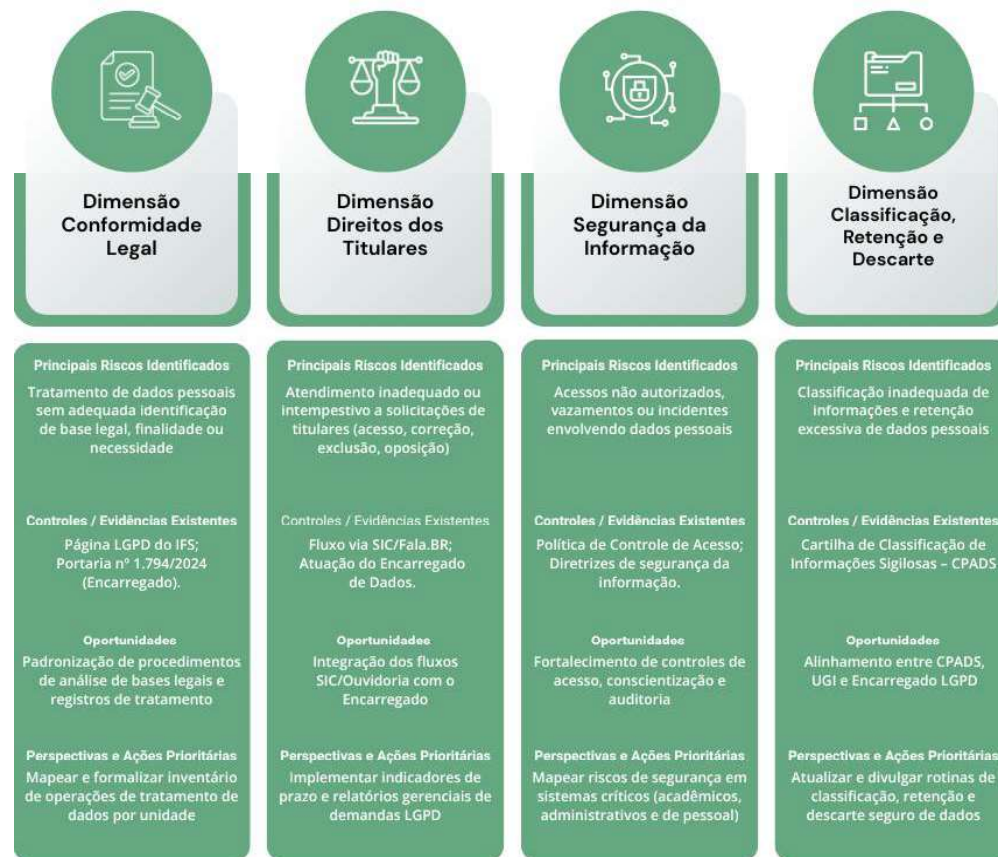 Dimensão
Conformidade
Legal
Principais Riscos Identificados
Tratamento de dados pessoais
sem adequada identificação
de base legal, finalidade ou
necessidade
Controles / Evidências Existentes
Página LGPD do IFS;
Portaria nº 1.794/2024
(Encarregado).
Oportunidades
Padronização de procedimentos
de análise de bases legais e
registros de tratamento
Perspectivas e Ações Prioritárias
Mapear e formalizar inventário
de operações de tratamento de
dados por unidade
Dimensão
Direitos dos
Titulares
Principais Riscos Identificados
Atendimento inadequado ou
intempestivo a solicitações de
titulares (acesso, correção,
exclusão, oposição)
Controles / Evidências Existentes
Fluxo via SIC/Fala.BR;
Atuação do Encarregado
de Dados.
Oportunidades
Integração dos fluxos
SIC/Ouvidoria com o
Encarregado
Perspectivas e Ações Prioritárias
Implementar indicadores de
prazo e relatórios gerenciais de
demandas LGPD
Dimensão
Segurança da
Informação
Principais Riscos Identificados
Acessos não autorizados,
vazamentos ou incidentes
envolvendo dados pessoais
Controles / Evidências Existentes
Política de Controle de Acesso;
Diretrizes de segurança da
informação.
Oportunidades
Fortalecimento de controles de
acesso, conscientização e
auditoria
Perspectivas e Ações Prioritárias
Mapear riscos de segurança em
sistemas críticos (acadêmicos,
administrativos e de pessoal)
Dimensão
Classificação,
Retenção e
Descarte
Principais Riscos Identificados
Classificação inadequada de
informações e retenção
excessiva de dados pessoais
Controles / Evidências Existentes
Cartilha de Classificação de
Informações Sigilosas – CPADS
Oportunidades
Alinhamento entre CPADS,
UGI e Encarregado LGPD
Perspectivas e Ações Prioritárias
Atualizar e divulgar rotinas de
classificação, retenção e
descarte seguro de dados